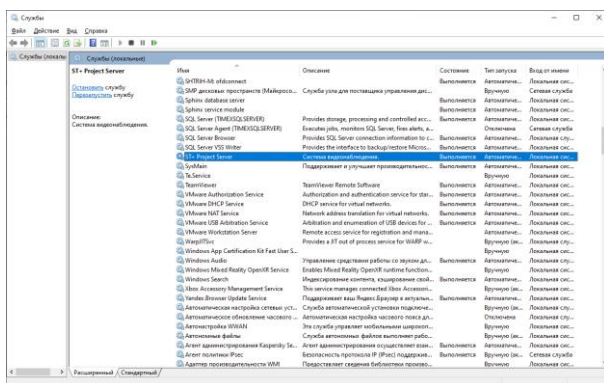 Службы
Файл Действие Вид Справка
Службы (локалы
Службы (локальные)
ST+ Project Server
Остановить службу
Перезапустить службу
Описание:
Система видеонаблюдения.
Имя Описание Состояние Тип запуска Вход от имени
SHTRIH-M: ofdconnect Выполняется Автоматиче... Локальная сис...
SMP дисковых пространств (Майкросо... Служба узла для поставщика управления дис... Вручную Сетевая служба
Sphinx database server Выполняется Автоматиче... Локальная сис...
Sphinx service module Выполняется Автоматиче... Локальная сис...
SQL Server (TIMEXSQLSERVER) Provides storage, processing and controlled acc... Выполняется Автоматиче... Локальная сис...
SQL Server Agent (TIMEXSQLSERVER) Executes jobs, monitors SQL Server, fires alerts, a... Отключена Сетевая служба
SQL Server Browser Provides SQL Server connection information to c... Выполняется Автоматиче... Локальная слу...
SQL Server VSS Writer Provides the interface to backup/restore Micros... Выполняется Автоматиче... Локальная сис...
ST+ Project Server Система видеонаблюдения. Выполняется Автоматиче... Локальная сис...
SysMain Поддерживает и улучшает производительнос... Выполняется Автоматиче... Локальная сис...
Te.Service Вручную Локальная сис...
TeamViewer TeamViewer Remote Software Выполняется Автоматиче... Локальная сис...
VMware Authorization Service Authorization and authentication service for star... Выполняется Автоматиче... Локальная сис...
VMware DHCP Service DHCP service for virtual networks. Выполняется Автоматиче... Локальная сис...
VMware NAT Service Network address translation for virtual networks. Выполняется Автоматиче... Локальная сис...
VMware USB Arbitration Service Arbitration and enumeration of USB devices for ... Выполняется Автоматиче... Локальная сис...
VMware Workstation Server Remote access service for registration and mana... Автоматиче... Локальная сис...
WarpJITSvc Provides a JIT out of process service for WARP w... Вручную (ак... Локальная слу...
Windows App Certification Kit Fast User S... Вручную Локальная сис...
Windows Audio Управление средствами работы со звуком дл... Выполняется Автоматиче... Локальная слу...
Windows Mixed Reality OpenXR Service Enables Mixed Reality OpenXR runtime function... Вручную Локальная сис...
Windows Search Индексирование контента, кэширование свой... Выполняется Автоматиче... Локальная сис...
Xbox Accessory Management Service This service manages connected Xbox Accessori... Вручную (ак... Локальная сис...
Yandex.Browser Update Service Поддерживает ваш Яндекс.Браузер в актуальн... Выполняется Автоматиче... Локальная сис...
Автоматическая настройка сетевых уст... Служба автоматической установки подключе... Вручную (ак... Локальная слу...
Автоматическое обновление часового ... Автоматическая настройка часового пояса дл... Отключена Локальная слу...
Автонастройка WWAN Эта служба управляет мобильными широкоп... Вручную Локальная сис...
Автономные файлы Служба автономных файлов выполняет рабо... Вручную (ак... Локальная сис...
Агент администрирования Kaspersky Se... Агент администрирования осуществляет взаи... Выполняется Автоматиче... Локальная сис...
Агент политики IPsec Безопасность протокола IP (IPsec) поддержив... Выполняется Вручную (ак... Сетевая служба
Адаптер производительности WMI Предоставляет сведения библиотеки произво... Вручную Локальная сис...
Расширенный Стандартный